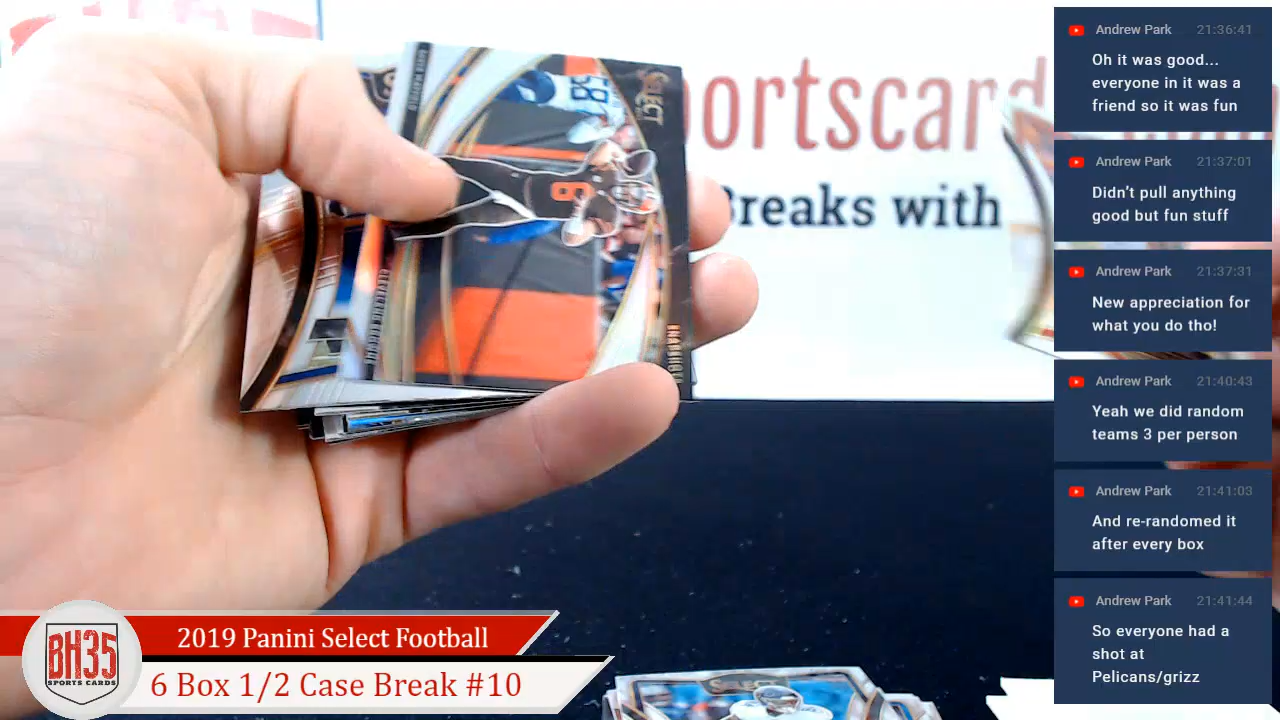 ortscard
Breaks with
SELECT
58
6
SELECT
BH35
SPORTS CARDS
2019 Panini Select Football
6 Box 1/2 Case Break #10
Andrew Park 21:36:41
Oh it was good...
everyone in it was a
friend so it was fun
Andrew Park 21:37:01
Didn't pull anything
good but fun stuff
Andrew Park 21:37:31
New appreciation for
what you do tho!
Andrew Park 21:40:43
Yeah we did random
teams 3 per person
Andrew Park 21:41:03
And re-randomed it
after every box
Andrew Park 21:41:44
So everyone had a
shot at
Pelicans/grizz